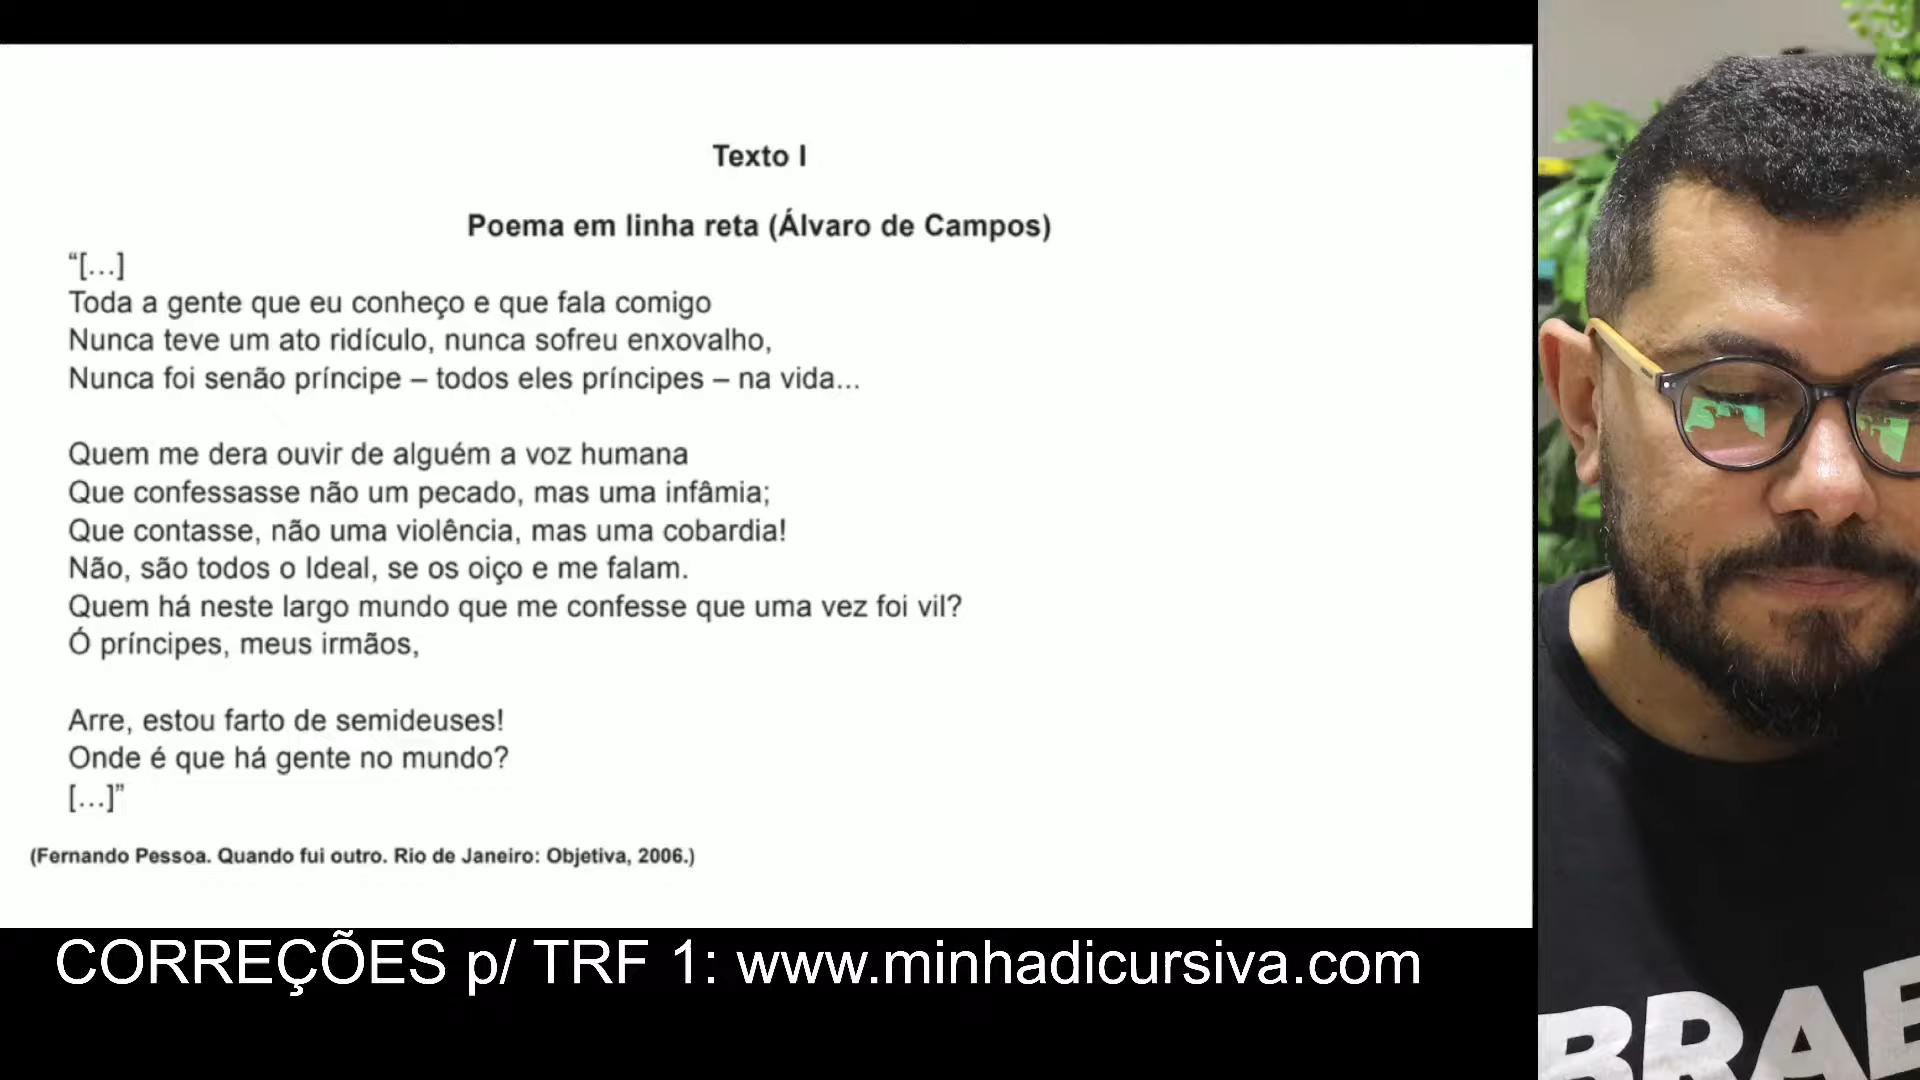 Texto I
Poema em linha reta (Álvaro de Campos)
“[…]
Toda a gente que eu conheço e que fala comigo
Nunca teve um ato ridículo, nunca sofreu enxovalho,
Nunca foi senão príncipe – todos eles príncipes – na vida...
Quem me dera ouvir de alguém a voz humana
Que confessasse não um pecado, mas uma infâmia;
Que contasse, não uma violência, mas uma cobardia!
Não, são todos o Ideal, se os oiço e me falam.
Quem há neste largo mundo que me confesse que uma vez foi vil?
Ó príncipes, meus irmãos,
Arre, estou farto de semideuses!
Onde é que há gente no mundo?
[…]”
(Fernando Pessoa. Quando fui outro. Rio de Janeiro: Objetiva, 2006.)
CORREÇÕES p/ TRF 1: www.minhadicursiva.com